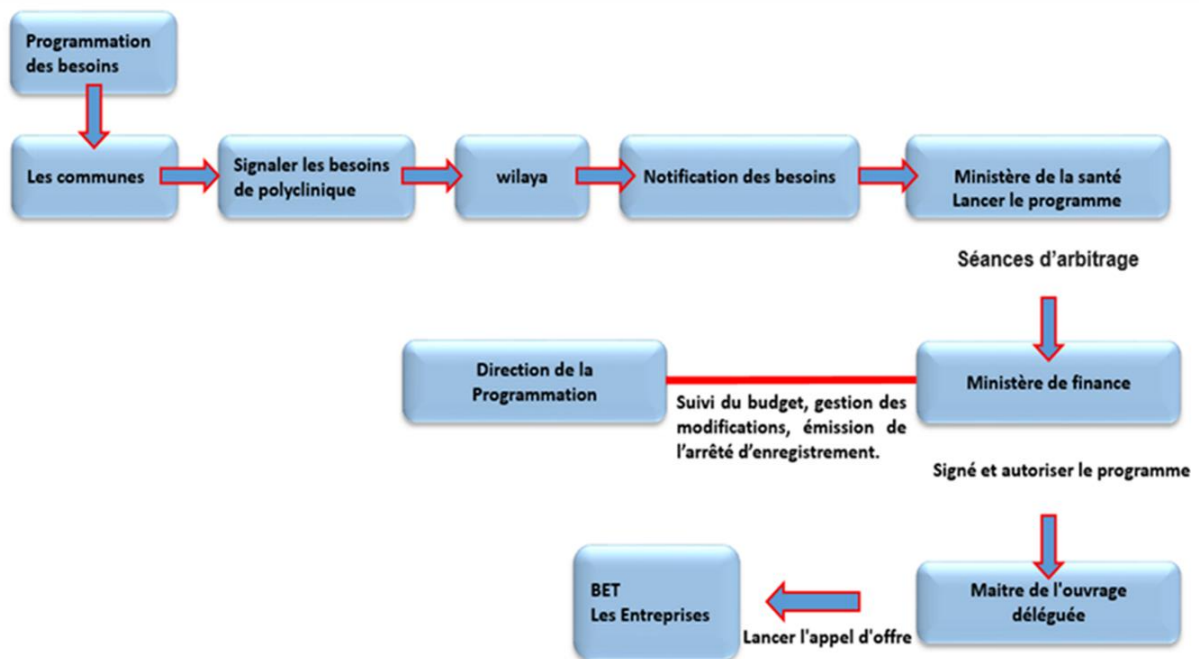 Programmation
des besoins
Les communes
Signaler les besoins
de polyclinique
wilaya
Notification des besoins
Ministère de la santé
Lancer le programme
Séances d’arbitrage
Direction de la
Programmation
Suivi du budget, gestion des
modifications, émission de
l’arrêté d’enregistrement.
Ministère de finance
Signé et autoriser le programme
BET
Les Entreprises
Lancer l'appel d'offre
Maitre de l'ouvrage
déléguée